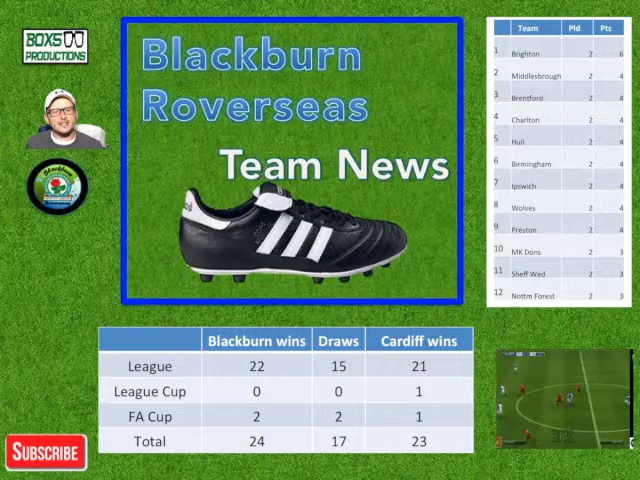 BOXS
PRODUCTIONS
Blackburn
Roverseas
Team News
Blackburn
Team Pld Pts
1 Brighton 2 6
2 Middlesbrough 2 4
3 Brentford 2 4
4 Charlton 2 4
5 Hull 2 4
6 Birmingham 2 4
7 Ipswich 2 4
8 Wolves 2 4
9 Preston 2 4
10 MK Dons 2 3
11 Sheff Wed 2 3
12 Nottm Forest 2 3
Blackburn wins Draws Cardiff wins
League 22 15 21
League Cup 0 0 1
FA Cup 2 2 1
Total 24 17 23
SUBSCRIBE